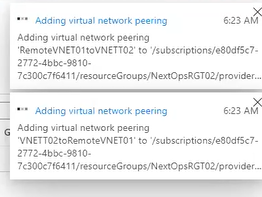 Adding virtual network peering 6:23 AM
Adding virtual network peering
'RemoteVNET01toVNETT02' to '/subscriptions/e80df5c7-
2772-4bbc-9810-
7c300c7f6411/resourceGroups/NextOpsRGT02/provider...
Adding virtual network peering 6:23 AM
Adding virtual network peering
'VNETT02toRemoteVNET01' to '/subscriptions/e80df5c7-
2772-4bbc-9810-
7c300c7f6411/resourceGroups/NextOpsRGT02/provider...
G